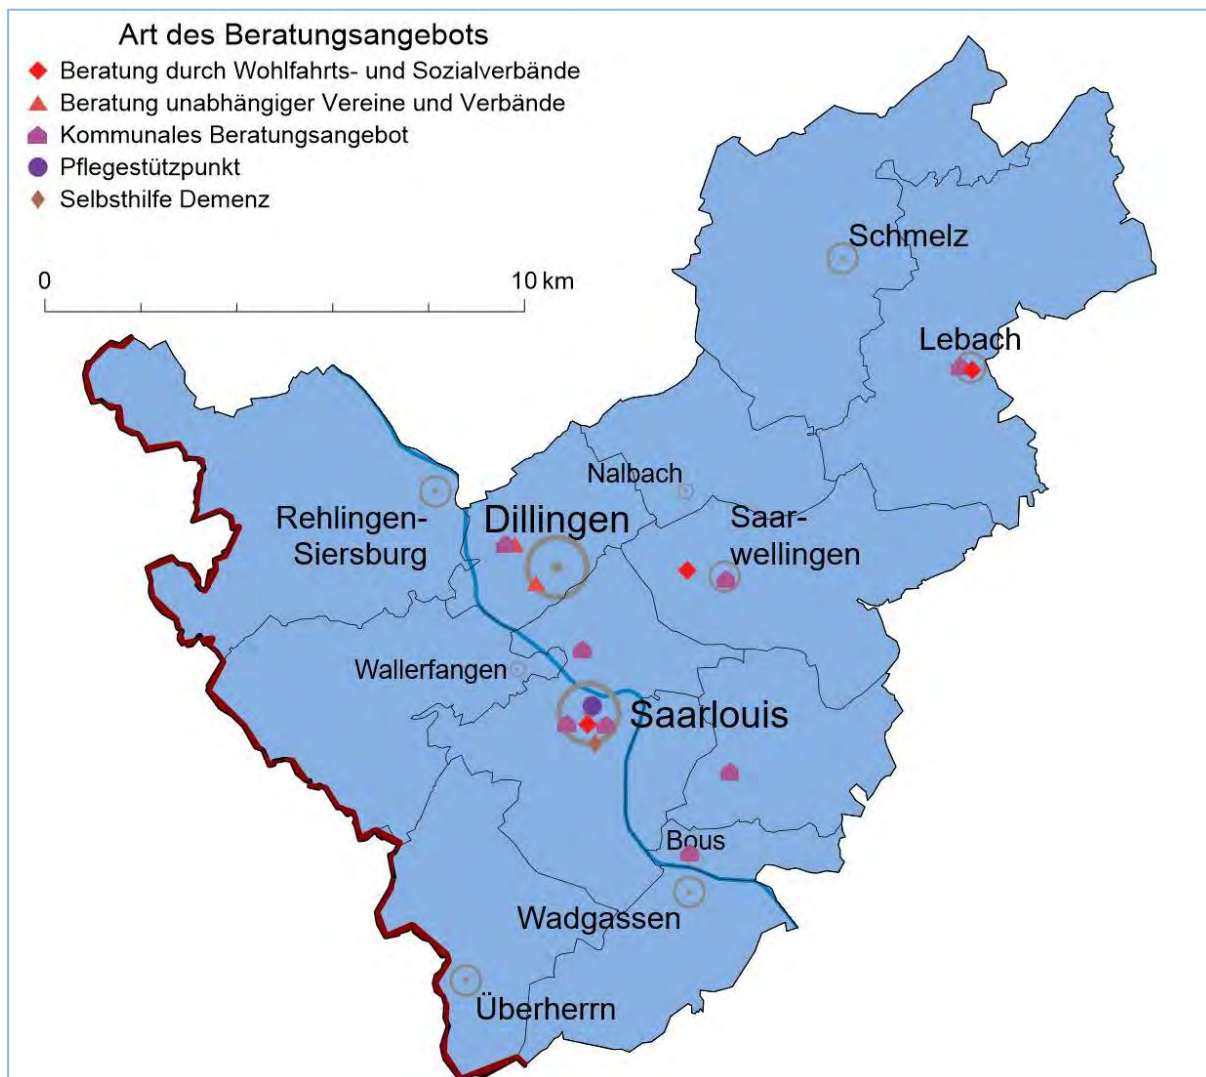 Art des Beratungsangebots
Beratung durch Wohlfahrts- und Sozialverbände
Beratung unabhängiger Vereine und Verbände
Kommunales Beratungsangebot
Pflegestützpunkt
Selbsthilfe Demenz
0 10 km
Schmelz
Lebach
Nalbach
Rehlingen-
Siersburg
Dillingen
Saar-
wellingen
Wallerfangen
Saarlouis
Bous
Wadgassen
Überherrn